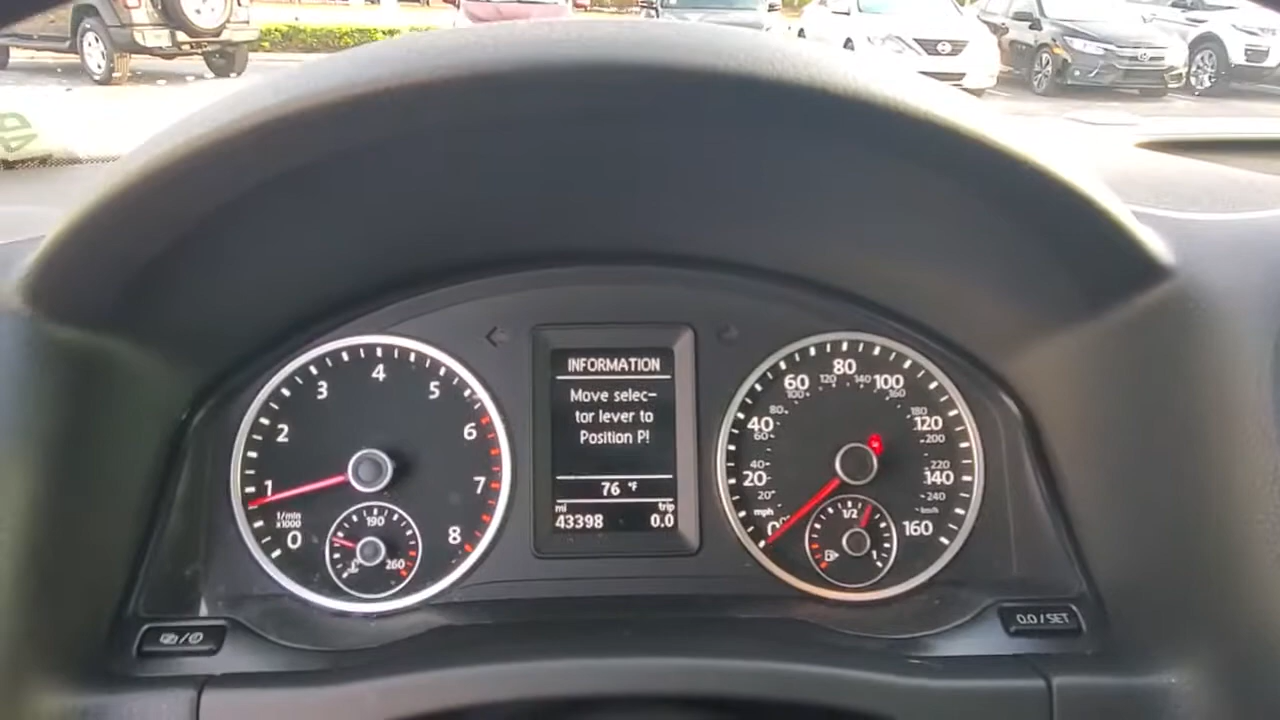 INFORMATION
Move selec-
tor lever to
Position P!
76 °F
mi trip
43398 0.0
0 1 2 3 4 5 6 7 8
1/min
x1000
190
260
0 20 40 60 80 100 120 140 160
20 40 60 80 100 120 140 160 180 200 220 240
mph
km/h
1/2
1
0.0 / SET